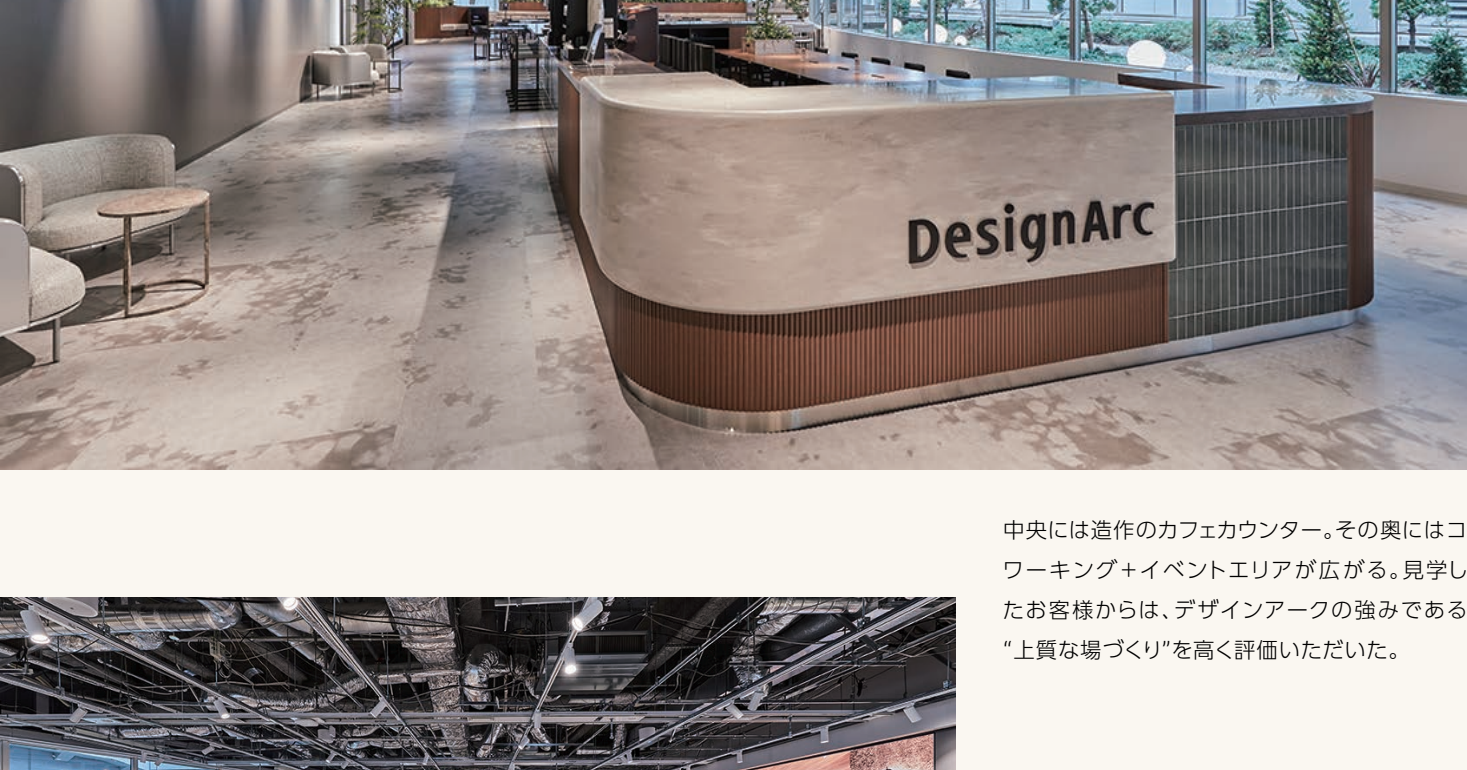 DesignArc
中央には造作のカフェカウンター。その奥にはコ
ワーキング+イベントエリアが広がる。見学し
たお客様からは、デザインアークの強みである
“上質な場づくり”を高く評価いただいた。